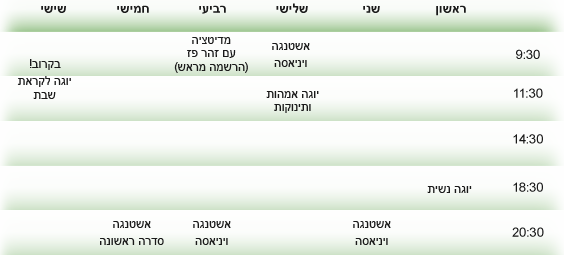 ראשון שני שלישי רביעי חמישי שישי
9:30
אשטנגה
ויניאסה
מדיטציה
עם זהר פז
(הרשמה מראש)
בקרוב!
יוגה לקראת
שבת
11:30
יוגה אמהות
ותינוקות
14:30
18:30
יוגה נשית
20:30
אשטנגה
ויניאסה
אשטנגה
ויניאסה
אשטנגה
סדרה ראשונה